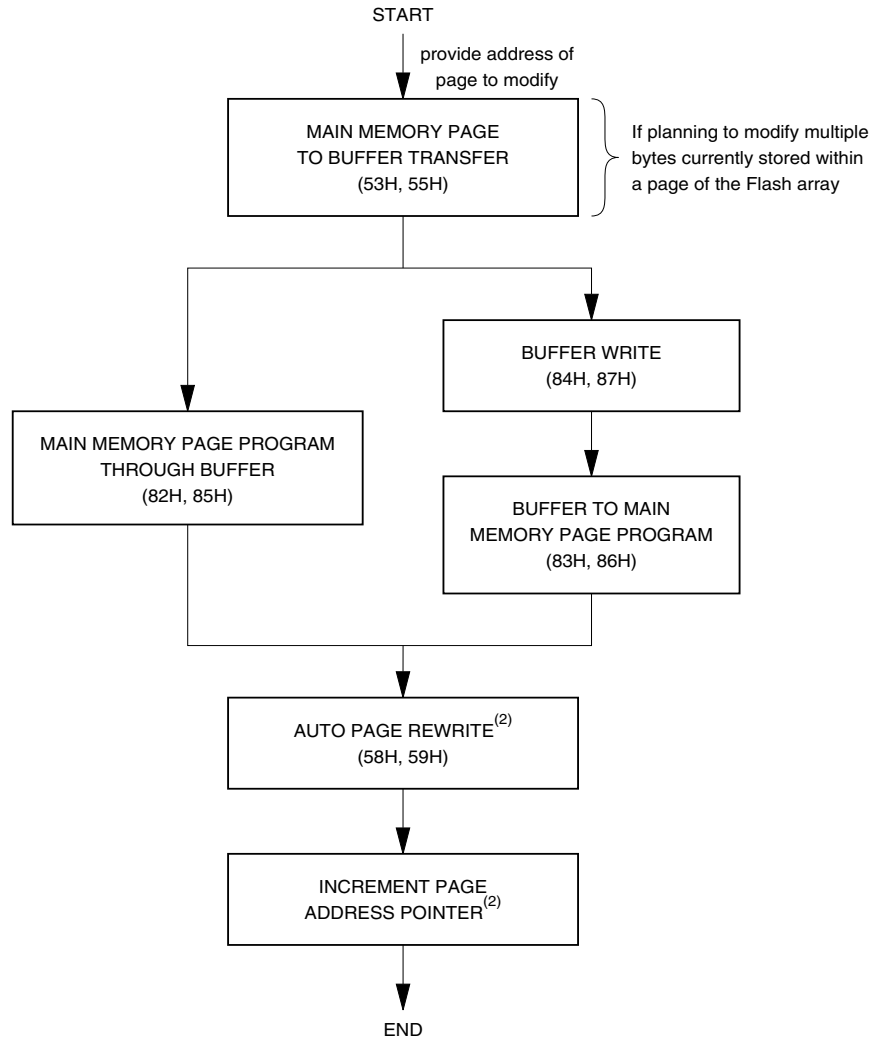 START
provide address of
page to modify
MAIN MEMORY PAGE
TO BUFFER TRANSFER
(53H, 55H)
If planning to modify multiple
bytes currently stored within
a page of the Flash array
BUFFER WRITE
(84H, 87H)
MAIN MEMORY PAGE PROGRAM
THROUGH BUFFER
(82H, 85H)
BUFFER TO MAIN
MEMORY PAGE PROGRAM
(83H, 86H)
AUTO PAGE REWRITE(2)
(58H, 59H)
INCREMENT PAGE
ADDRESS POINTER(2)
END